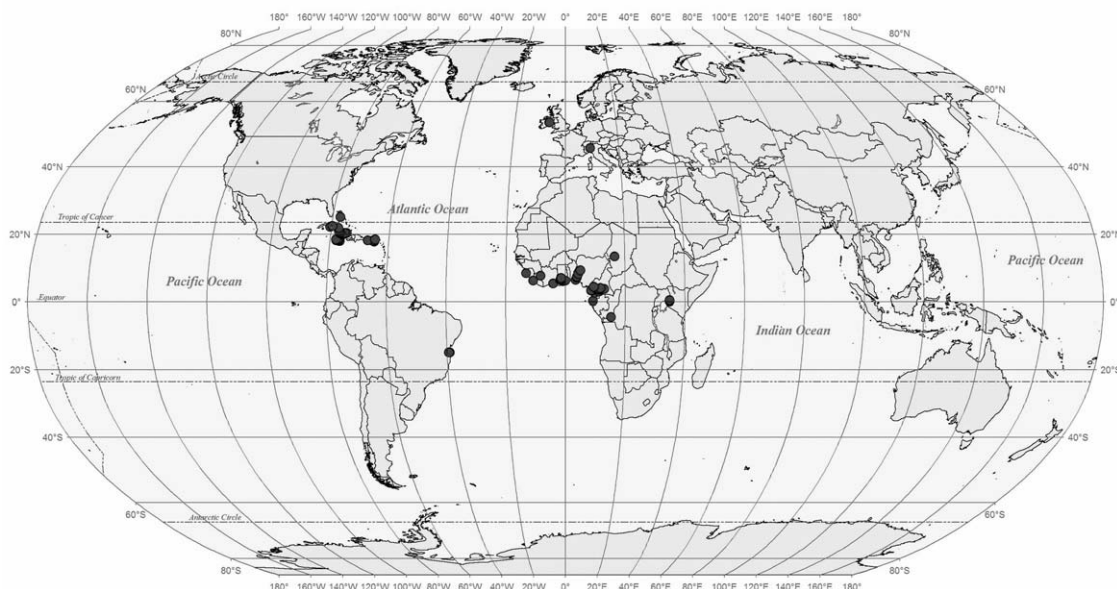 180° 160°W 140°W 120°W 100°W 80°W 60°W 40°W 20°W 0° 20°E 40°E 60°E 80°E 100°E 120°E 140°E 160°E 180°
80°N 80°N
Arctic Circle
60°N 60°N
40°N 40°N
Atlantic Ocean
Tropic of Cancer
20°N 20°N
Pacific Ocean Pacific Ocean
Equator
0° 0°
Indian Ocean
20°S 20°S
Tropic of Capricorn
40°S 40°S
60°S 60°S
Antarctic Circle
80°S 80°S
180° 160°W 140°W 120°W 100°W 80°W 60°W 40°W 20°W 0° 20°E 40°E 60°E 80°E 100°E 120°E 140°E 160°E 180°